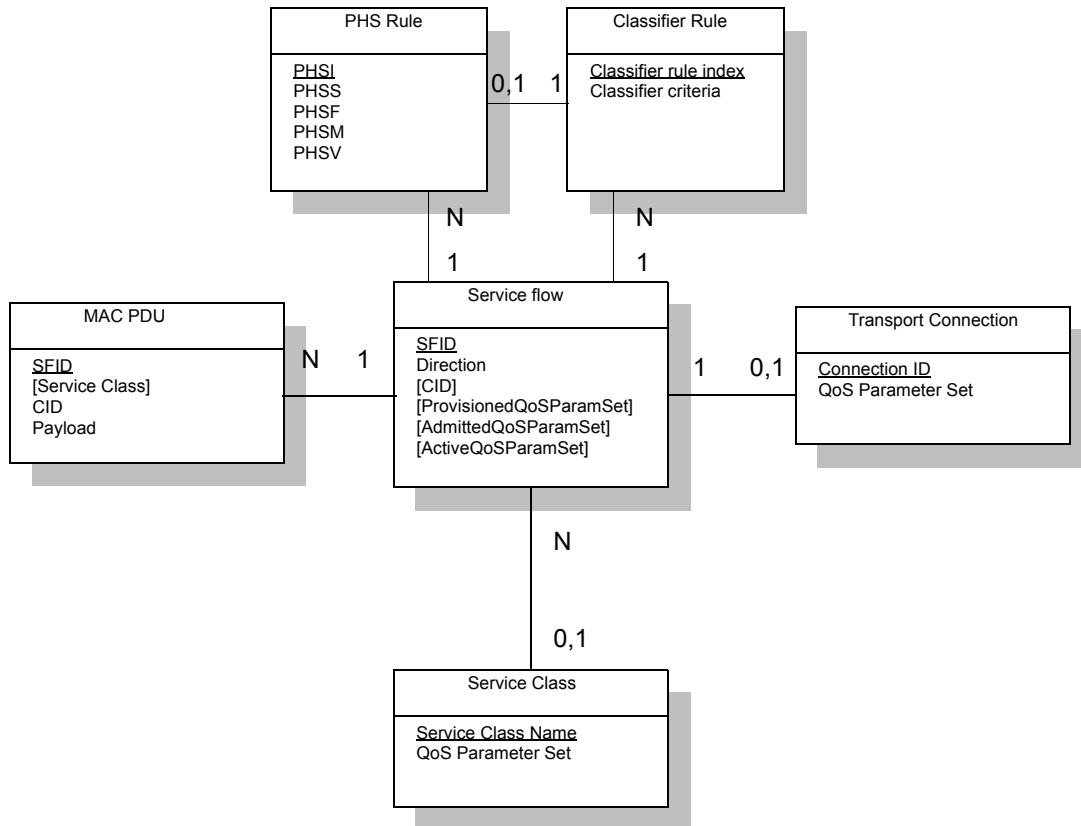 PHS Rule
PHSI
PHSS
PHSF
PHSM
PHSV
0,1 1
Classifier Rule
Classifier rule index
Classifier criteria
N
1
N
1
MAC PDU
SFID
[Service Class]
CID
Payload
N 1
Service flow
SFID
Direction
[CID]
[ProvisionedQoSParamSet]
[AdmittedQoSParamSet]
[ActiveQoSParamSet]
1 0,1
Transport Connection
Connection ID
QoS Parameter Set
N
0,1
Service Class
Service Class Name
QoS Parameter Set